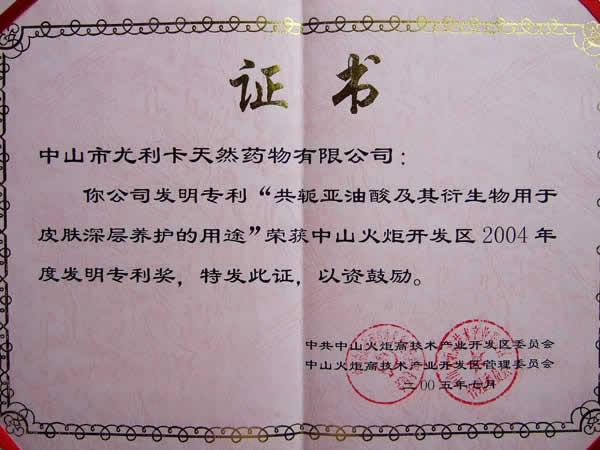 证书
中山市尤利卡天然药物有限公司：
你公司发明专利“共轭亚油酸及其衍生物用于
皮肤深层养护的用途”荣获中山火炬开发区2004年
度发明专利奖，特发此证，以资鼓励。
中共中山火炬高技术产业开发区委员会
中山火炬高技术产业开发区管理委员会
二00五年七月